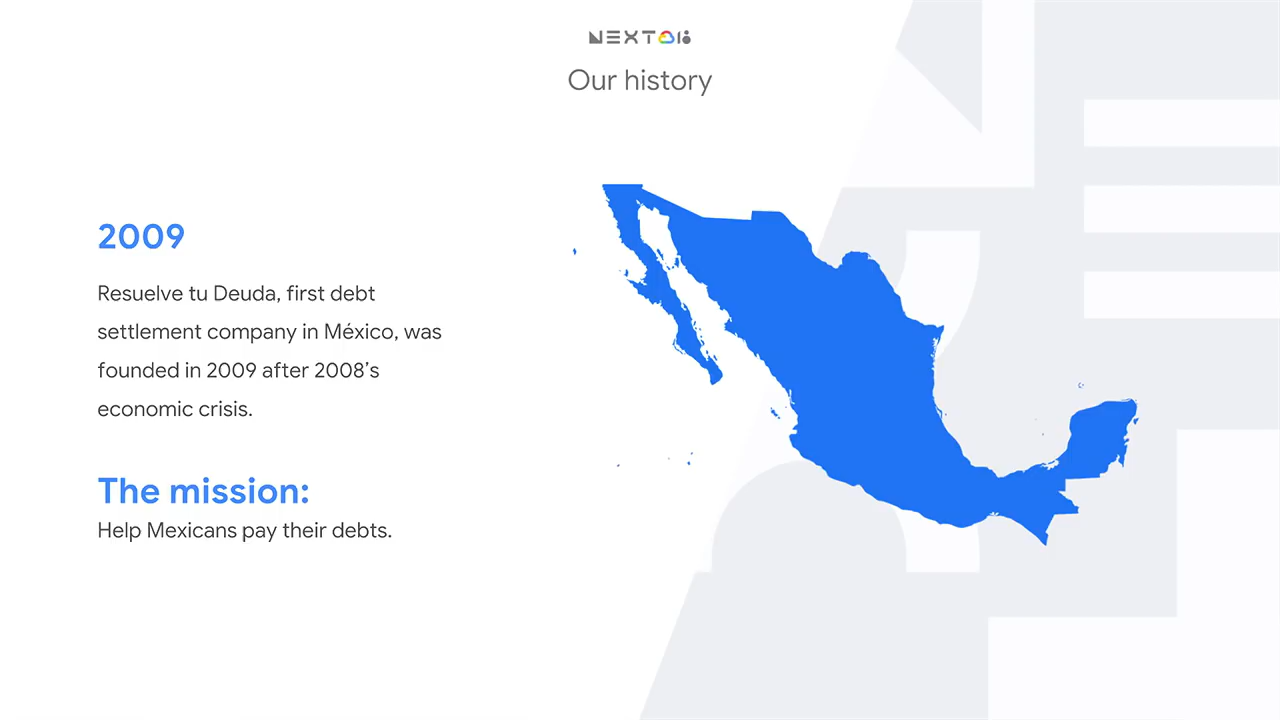 NEXT18
Our history
2009
Resuelve tu Deuda, first debt
settlement company in México, was
founded in 2009 after 2008’s
economic crisis.
The mission:
Help Mexicans pay their debts.